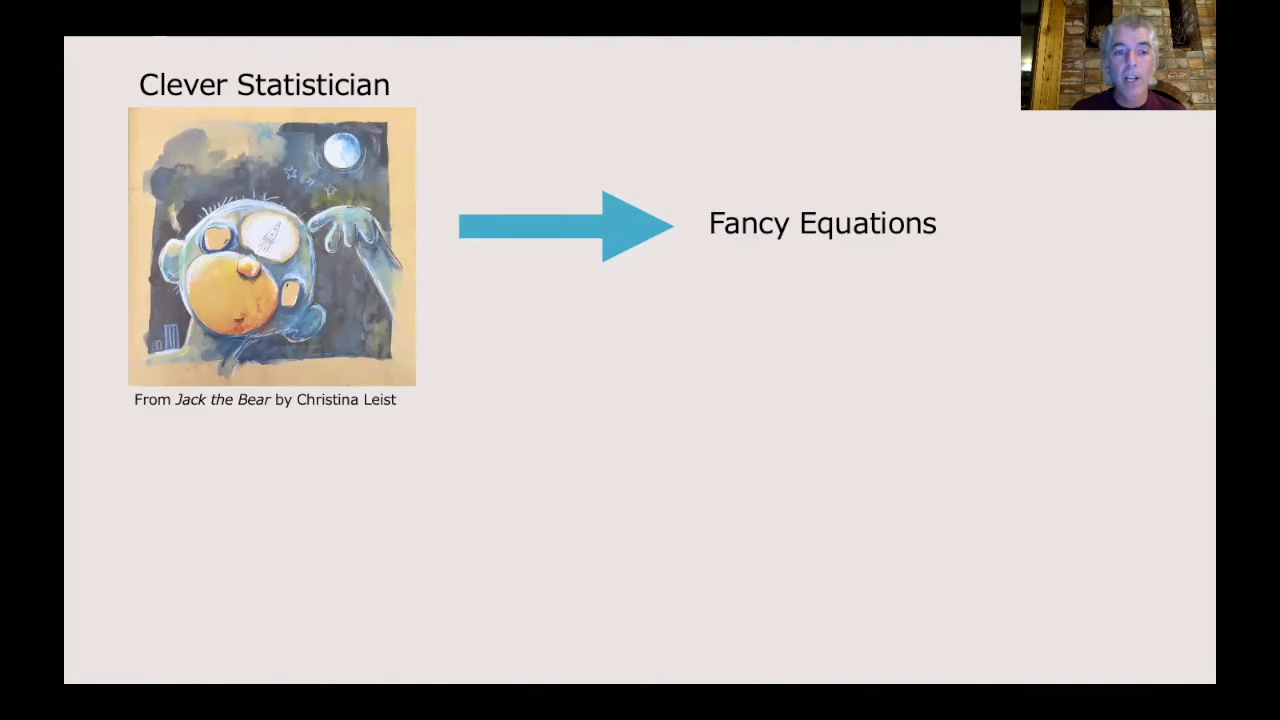 Clever Statistician
Fancy Equations
From Jack the Bear by Christina Leist